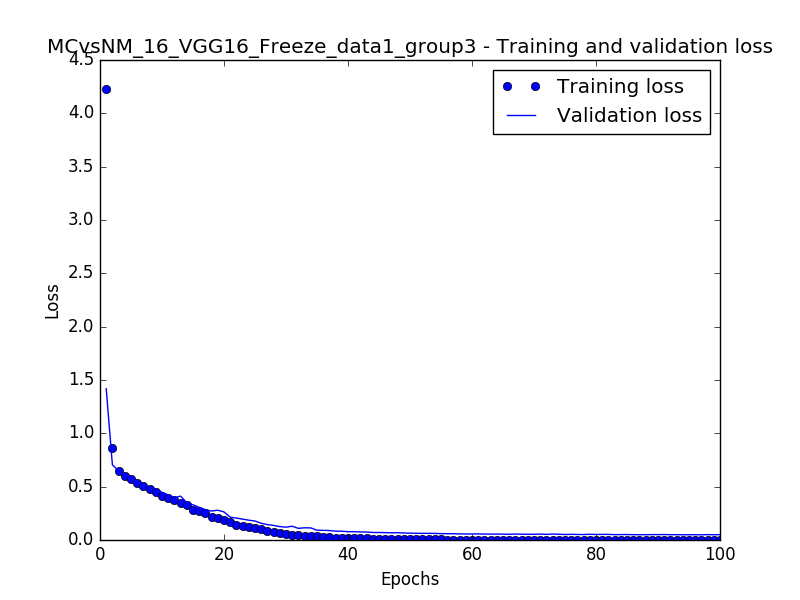 MCvsNM_16_VGG16_Freeze_data1_group3 - Training and validation loss
Training loss
Validation loss
4.5
4.0
3.5
3.0
2.5
2.0
1.5
1.0
0.5
0.0
Loss
0 20 40 60 80 100
Epochs